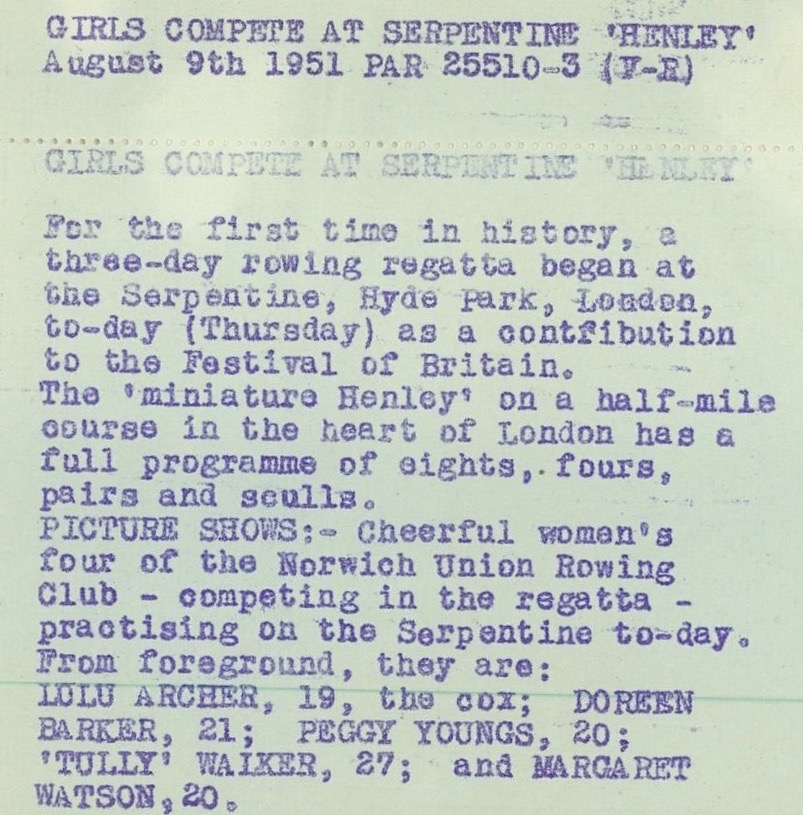 GIRLS COMPETE AT SERPENTINE 'HENLEY'
August 9th 1951 PAR 25510-3 (F-R)
GIRLS COMPETE AT SERPENTINE 'HENLEY'
For the first time in history, a
three-day rowing regatta began at
the Serpentine, Hyde Park, London,
to-day (Thursday) as a contfibution
to the Festival of Britain.
The 'miniature Henley' on a half-mile
course in the heart of London has a
full programme of eights, fours,
pairs and sculls.
PICTURE SHOWS:- Cheerful women's
four of the Norwich Union Rowing
Club - competing in the regatta -
practising on the Serpentine to-day.
From foreground, they are:
LULU ARCHER, 19, the cox; DOREEN
BARKER, 21; PEGGY YOUNGS, 20;
'TULLY' WALKER, 27; and MARGARET
WATSON, 20.